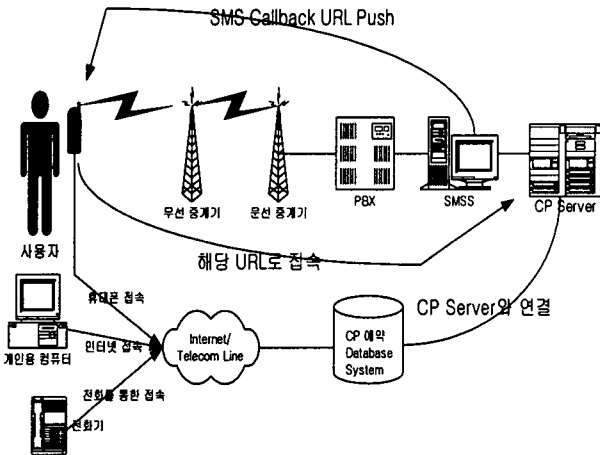 SMS Callback URL Push
무선 중계기
문선 중계기
PBX
SMSS
CP Server
사용자
해당 URL로 접속
휴대폰 접속
CP Server와 연결
개인용 컴퓨터
인터넷 접속
Internet/
Telecom Line
CP 예약
Database
System
전화를 통한 접속
전화기